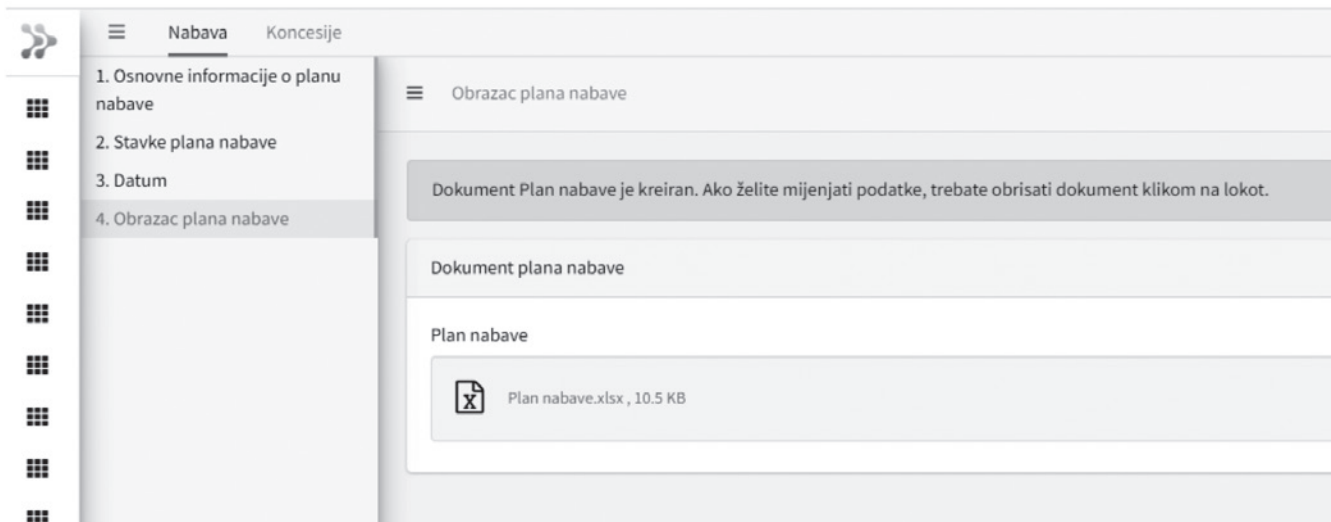 Nabava Koncesije
1. Osnovne informacije o planu
nabave
2. Stavke plana nabave
3. Datum
4. Obrazac plana nabave
Obrazac plana nabave
Dokument Plan nabave je kreiran. Ako želite mijenjati podatke, trebate obrisati dokument klikom na lokot.
Dokument plana nabave
Plan nabave
Plan nabave.xlsx , 10.5 KB